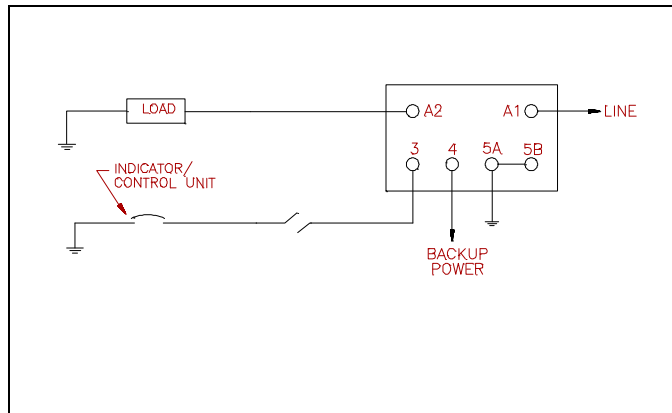 LOAD
A2
A1
LINE
3
4
5A
5B
INDICATOR/
CONTROL UNIT
BACKUP
POWER